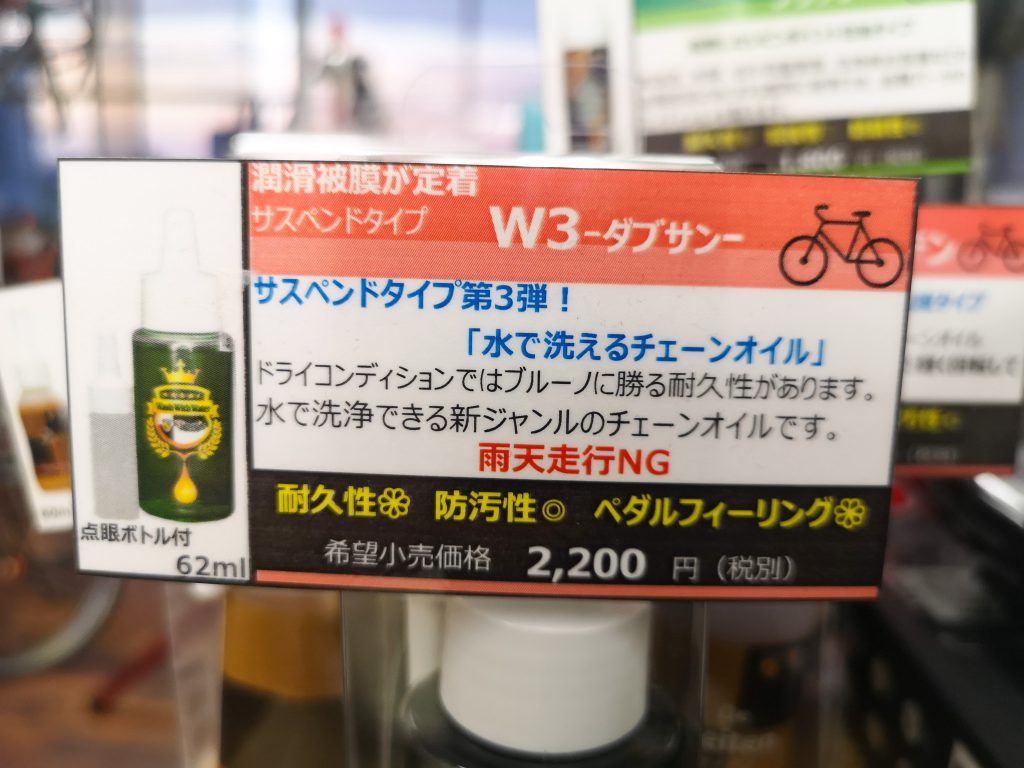 潤滑被膜が定着
サスペンドタイプ
W3-ダブサン-
サスペンドタイプ第3弾！
「水で洗えるチェーンオイル」
ドライコンディションではブルーノに勝る耐久性があります。
水で洗浄できる新ジャンルのチェーンオイルです。
雨天走行NG
耐久性 防汚性◎ ペダルフィーリング
希望小売価格 2,200 円（税別）
点眼ボトル付
62ml